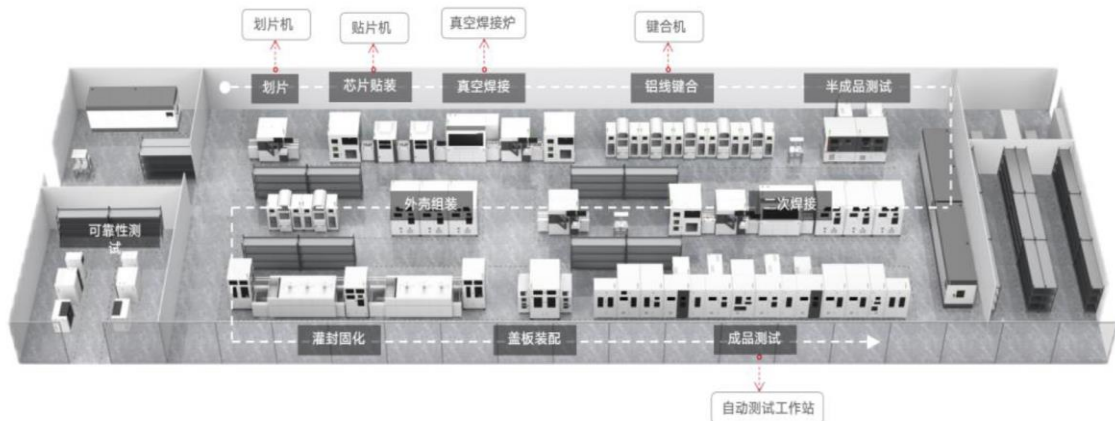 划片机
贴片机
真空焊接炉
键合机
划片
芯片贴装
真空焊接
铝线键合
半成品测试
外壳组装
二次焊接
可靠性测
试
灌封固化
盖板装配
成品测试
自动测试工作站